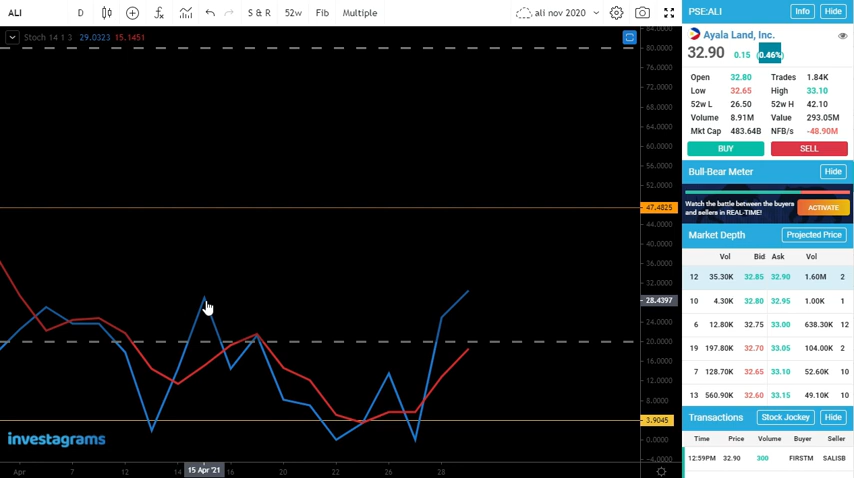 ALI D S & R 52w Fib Multiple ali nov 2020
Stoch 14 1 3 29.0323 15.1451
84.0000
80.0000
76.0000
72.0000
68.0000
64.0000
60.0000
56.0000
52.0000
47.4825
44.0000
40.0000
36.0000
32.0000
28.4397
24.0000
20.0000
16.0000
12.0000
8.0000
3.9045
0.0000
-4.0000
investagrams
Apr 7 12 14 15 Apr '21 16 20 22 26 28
PSE:ALI Info Hide
Ayala Land, Inc.
32.90 0.15 (0.46%)
Open 32.80 Trades 1.84K
Low 32.65 High 33.10
52w L 26.50 52w H 42.10
Volume 8.91M Value 293.05M
Mkt Cap 483.64B NFB/s -48.90M
BUY SELL
Bull-Bear Meter Hide
Watch the battle between the buyers
and sellers in REAL-TIME!
ACTIVATE
Market Depth Projected Price
Vol Bid Ask Vol
12 35.30K 32.85 32.90 1.60M 2
10 4.30K 32.80 32.95 1.00K 1
6 12.80K 32.75 33.00 638.30K 12
19 197.80K 32.70 33.05 104.00K 2
7 128.70K 32.65 33.10 52.60K 10
13 560.90K 32.60 33.15 49.10K 10
Transactions Stock Jockey Hide
Time Price Volume Buyer Seller
12:59PM 32.90 300 FIRSTM SALISB